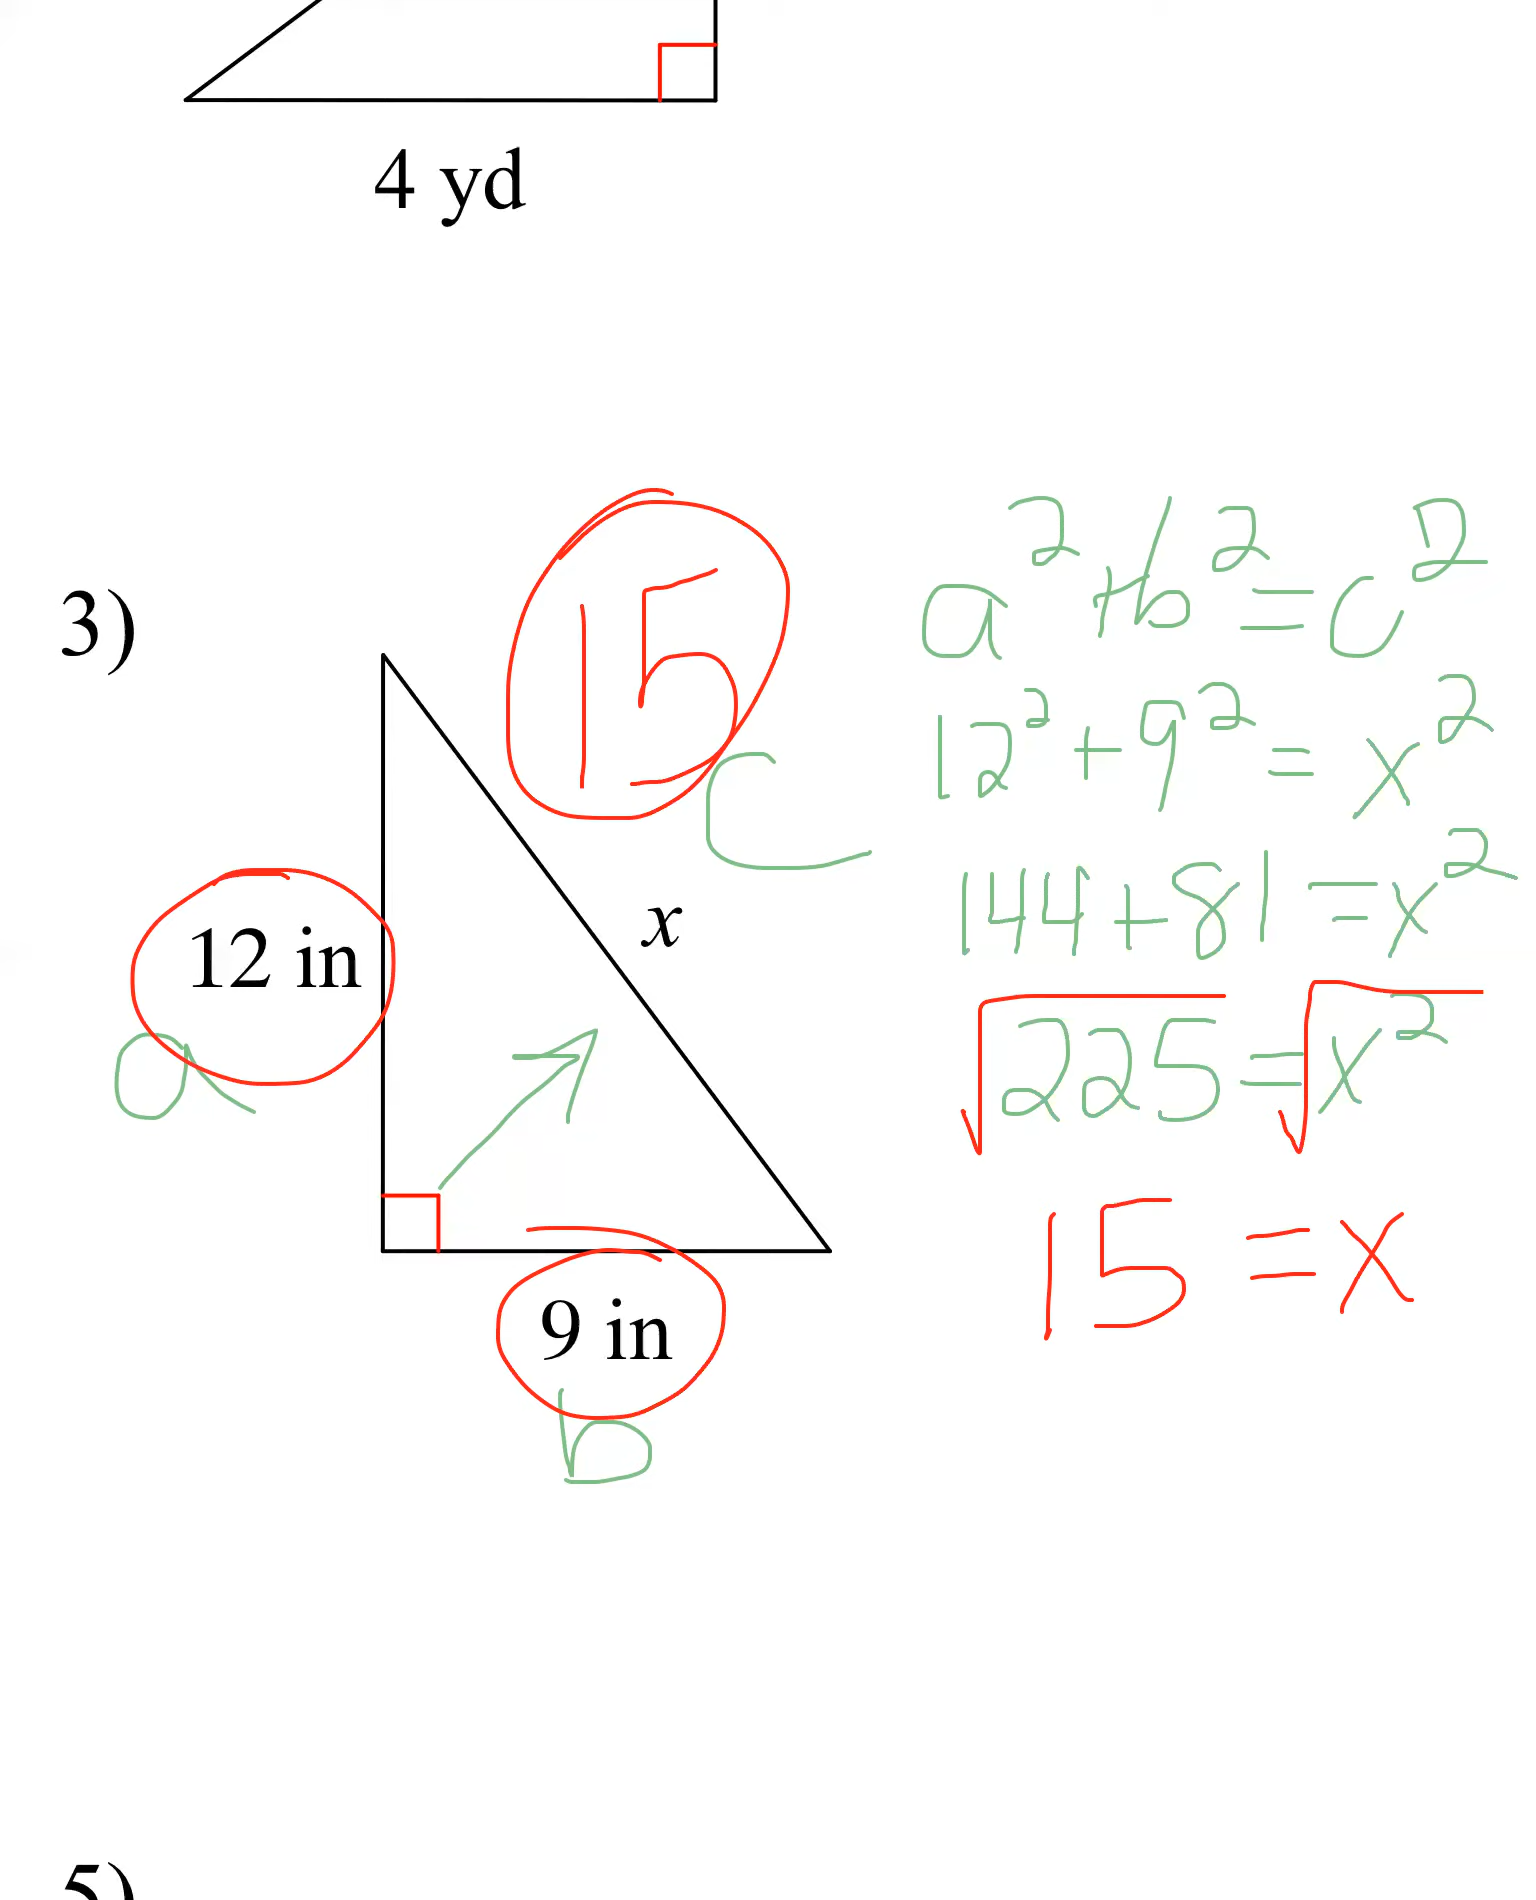 4 yd
3)
15
a² + b² = c²
12² + 9² = x²
c
144 + 81 = x²
x
12 in
√225 = √x²
a
15 = x
9 in
b
5)